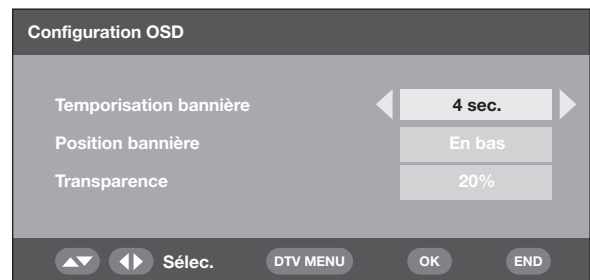 Configuration OSD
Temporisation bannière 4 sec.
Position bannière En bas
Transparence 20%
Sélec. DTV MENU OK END